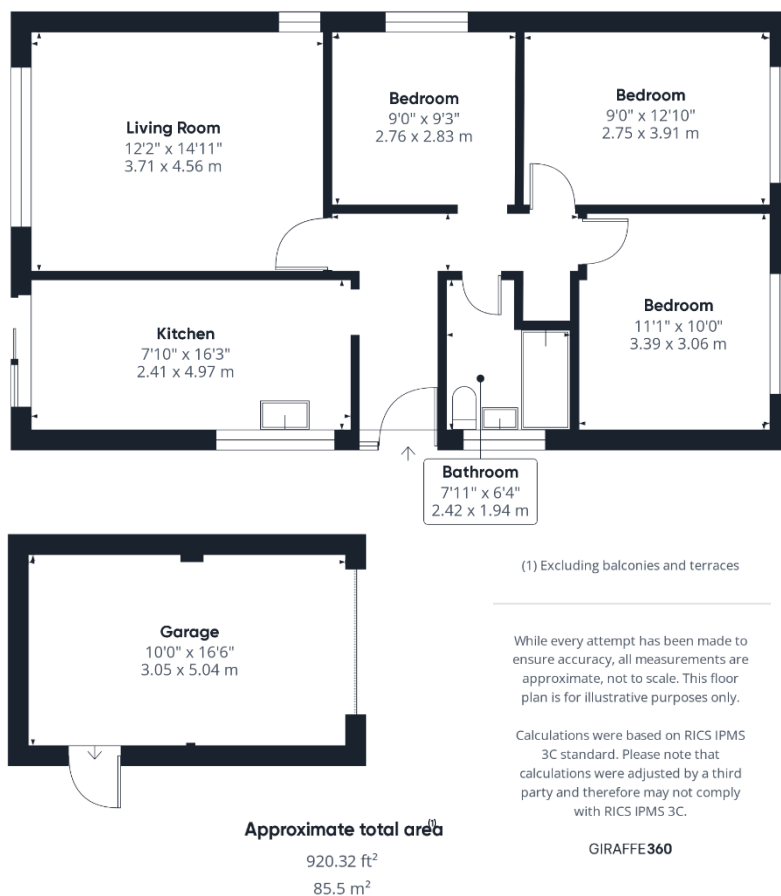 Living Room
12'2" x 14'11"
3.71 x 4.56 m
Bedroom
9'0" x 9'3"
2.76 x 2.83 m
Bedroom
9'0" x 12'10"
2.75 x 3.91 m
Kitchen
7'10" x 16'3"
2.41 x 4.97 m
Bedroom
11'1" x 10'0"
3.39 x 3.06 m
Bathroom
7'11" x 6'4"
2.42 x 1.94 m
Garage
10'0" x 16'6"
3.05 x 5.04 m
Approximate total area(1)
920.32 ft²
85.5 m²
(1) Excluding balconies and terraces
While every attempt has been made to
ensure accuracy, all measurements are
approximate, not to scale. This floor
plan is for illustrative purposes only.
Calculations were based on RICS IPMS
3C standard. Please note that
calculations were adjusted by a third
party and therefore may not comply
with RICS IPMS 3C.
GIRAFFE360